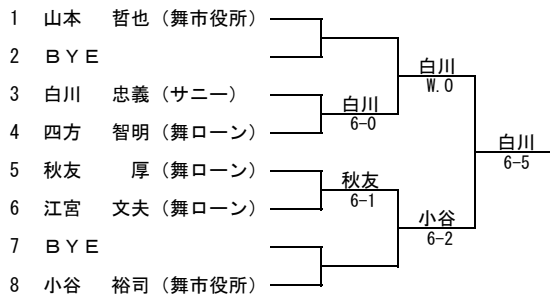 1 山本 哲也（舞市役所）
2 ＢＹＥ
3 白川 忠義（サニー）
4 四方 智明（舞ローン）
5 秋友 厚（舞ローン）
6 江宮 文夫（舞ローン）
7 ＢＹＥ
8 小谷 裕司（舞市役所）
白川
6-0
秋友
6-1
白川
W.O
小谷
6-2
白川
6-5